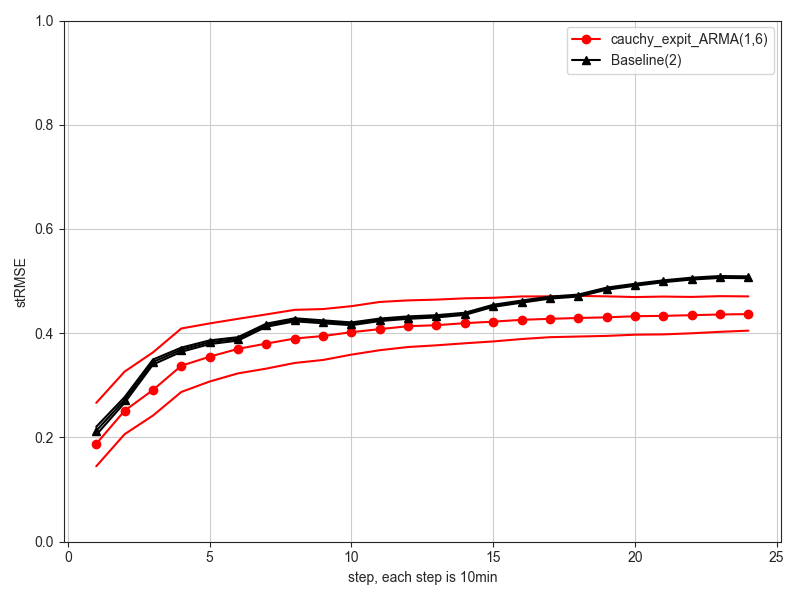 1.0
0.8
0.6
0.4
0.2
0.0
stRMSE
cauchy_expit_ARMA(1,6)
Baseline(2)
0 5 10 15 20 25
step, each step is 10min